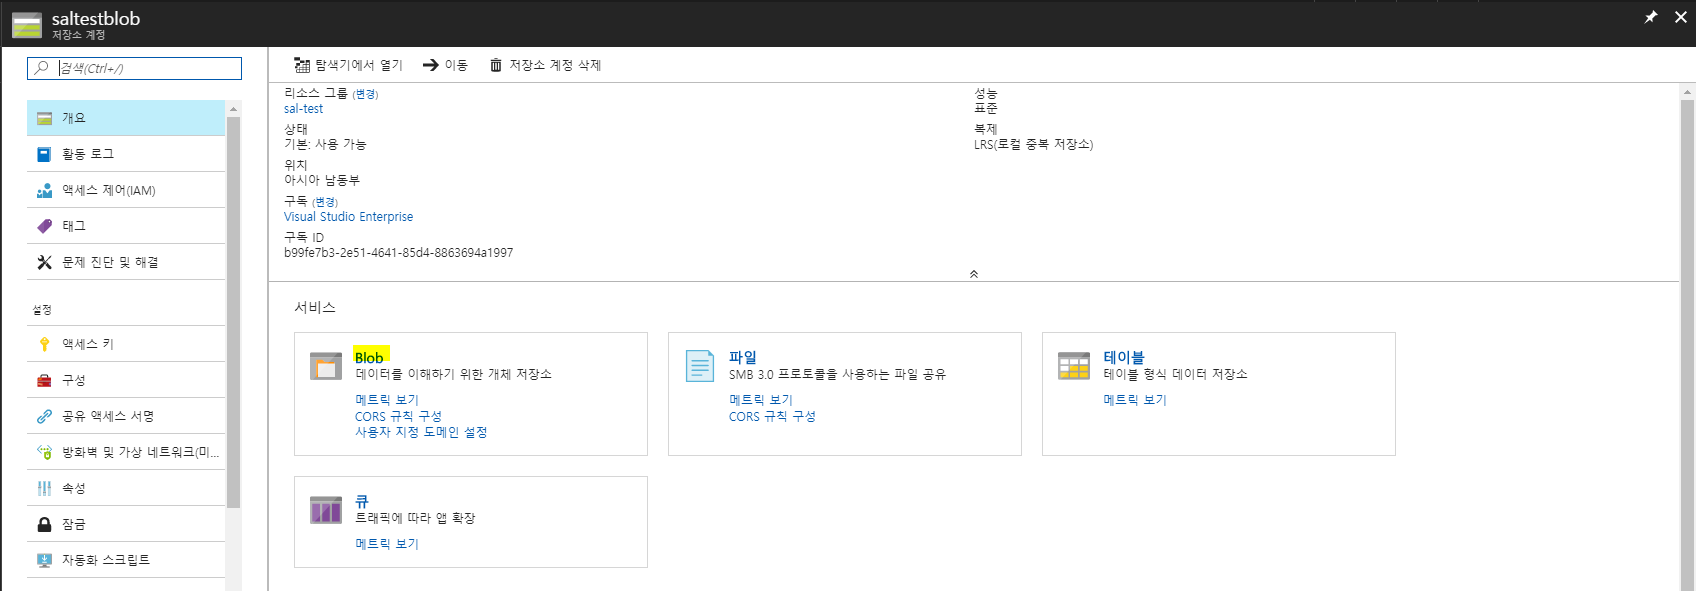 saltestblob
저장소 계정
검색(Ctrl+/)
개요
활동 로그
액세스 제어(IAM)
태그
문제 진단 및 해결
설정
액세스 키
구성
공유 액세스 서명
방화벽 및 가상 네트워크(미...
속성
잠금
자동화 스크립트
탐색기에서 열기 이동 저장소 계정 삭제
리소스 그룹 (변경)
sal-test
상태
기본: 사용 가능
위치
아시아 남동부
구독 (변경)
Visual Studio Enterprise
구독 ID
b99fe7b3-2e51-4641-85d4-8863694a1997
성능
표준
복제
LRS(로컬 중복 저장소)
서비스
Blob
데이터를 이해하기 위한 개체 저장소
메트릭 보기
CORS 규칙 구성
사용자 지정 도메인 설정
파일
SMB 3.0 프로토콜을 사용하는 파일 공유
메트릭 보기
CORS 규칙 구성
테이블
테이블 형식 데이터 저장소
메트릭 보기
큐
트래픽에 따라 앱 확장
메트릭 보기